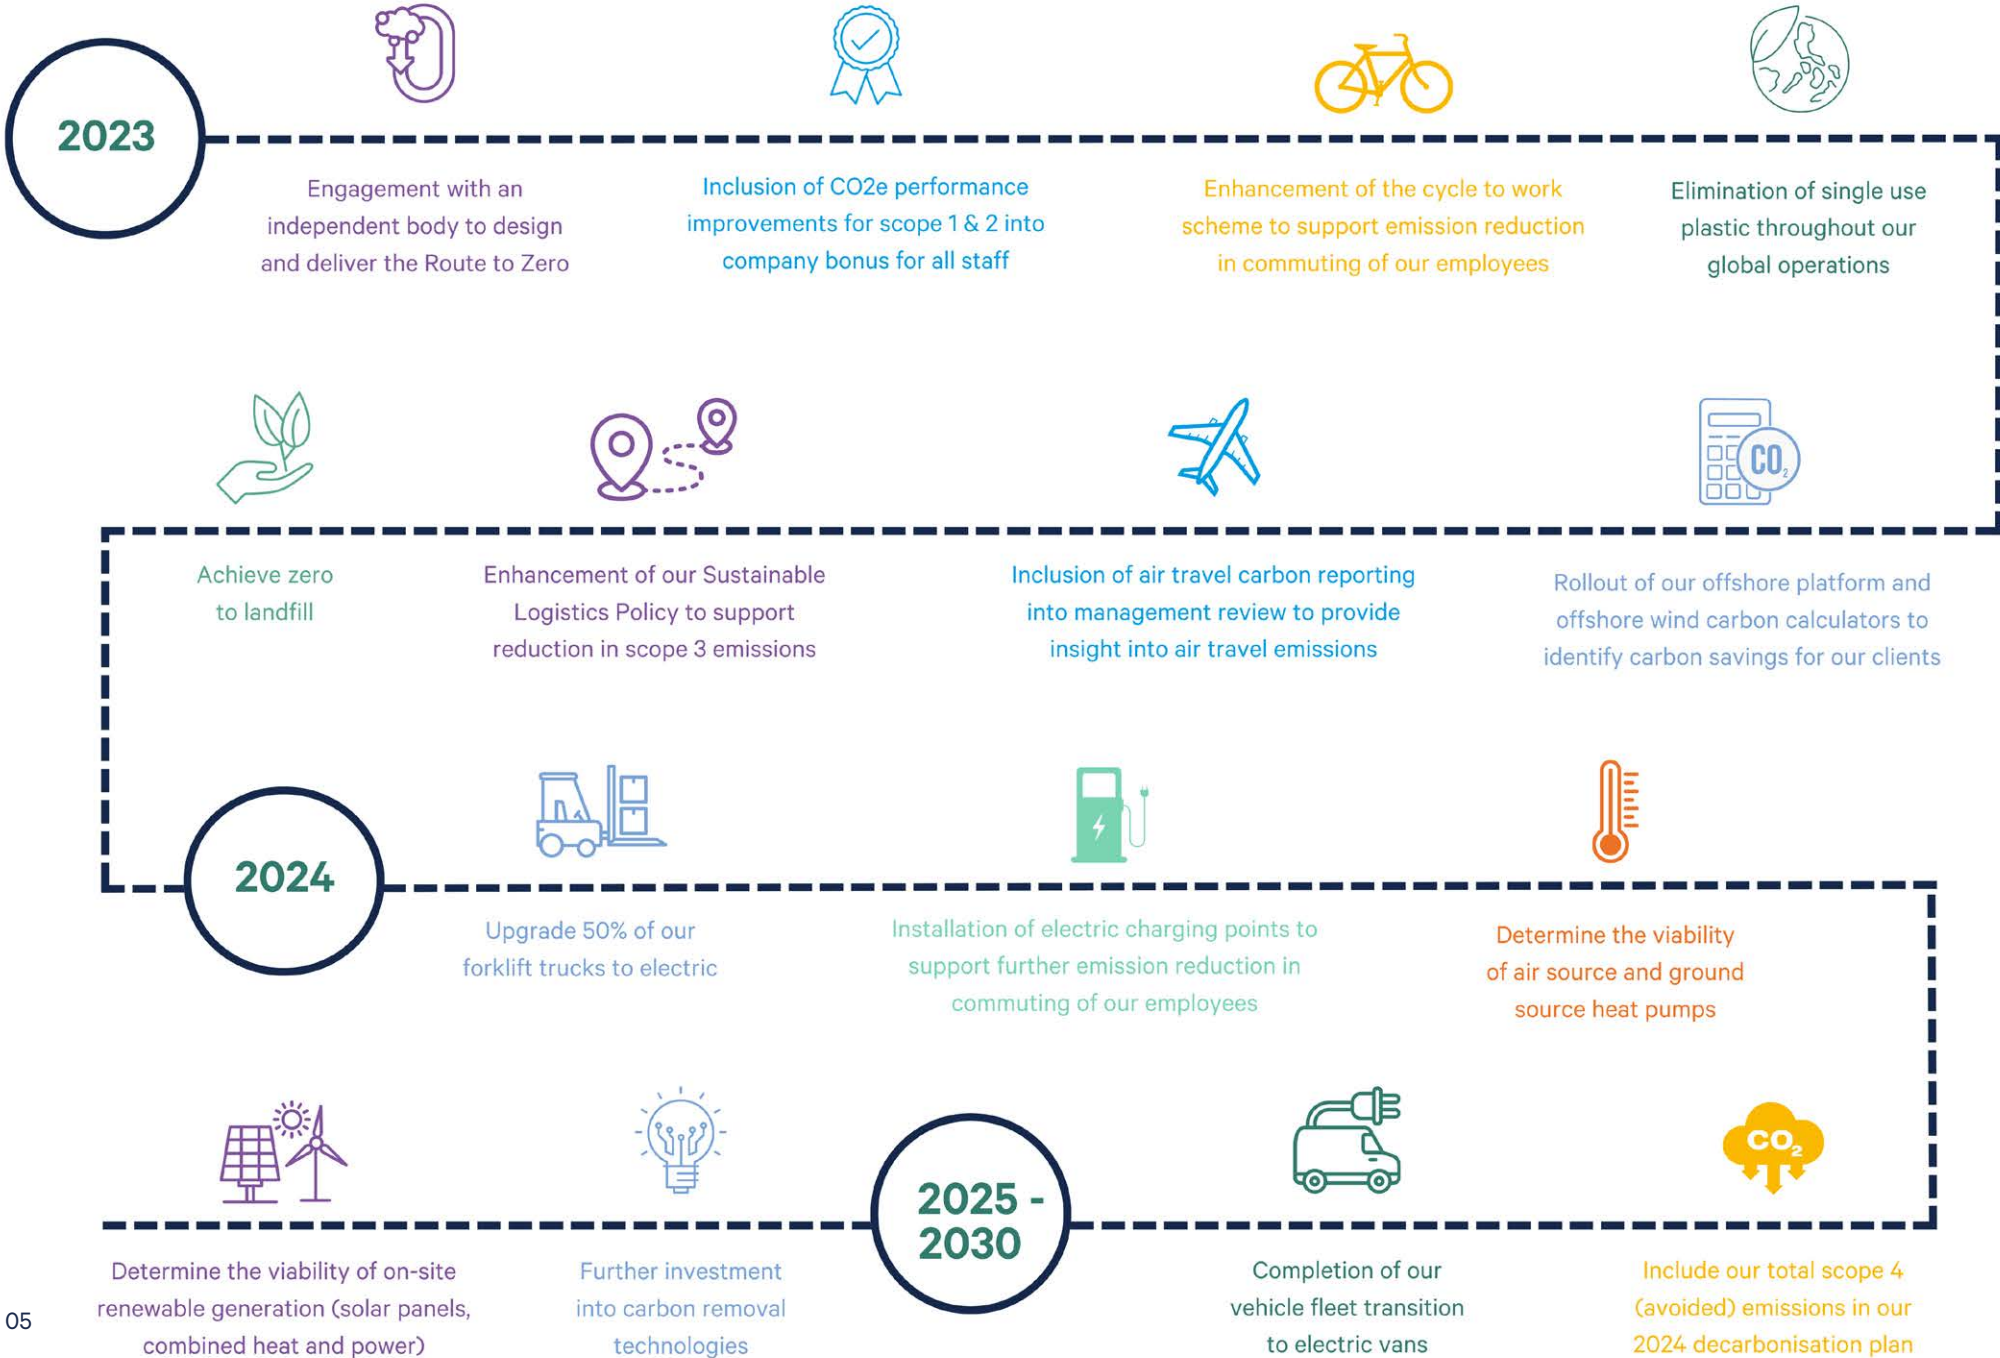 2023
Engagement with an
independent body to design
and deliver the Route to Zero
Inclusion of CO2e performance
improvements for scope 1 & 2 into
company bonus for all staff
Enhancement of the cycle to work
scheme to support emission reduction
in commuting of our employees
Elimination of single use
plastic throughout our
global operations
CO2
Rollout of our offshore platform and
offshore wind carbon calculators to
identify carbon savings for our clients
Inclusion of air travel carbon reporting
into management review to provide
insight into air travel emissions
Enhancement of our Sustainable
Logistics Policy to support
reduction in scope 3 emissions
Achieve zero
to landfill
2024
Upgrade 50% of our
forklift trucks to electric
Installation of electric charging points to
support further emission reduction in
commuting of our employees
Determine the viability
of air source and ground
source heat pumps
CO2
Include our total scope 4
(avoided) emissions in our
2024 decarbonisation plan
Completion of our
vehicle fleet transition
to electric vans
2025 -
2030
Further investment
into carbon removal
technologies
Determine the viability of on-site
renewable generation (solar panels,
combined heat and power)
05